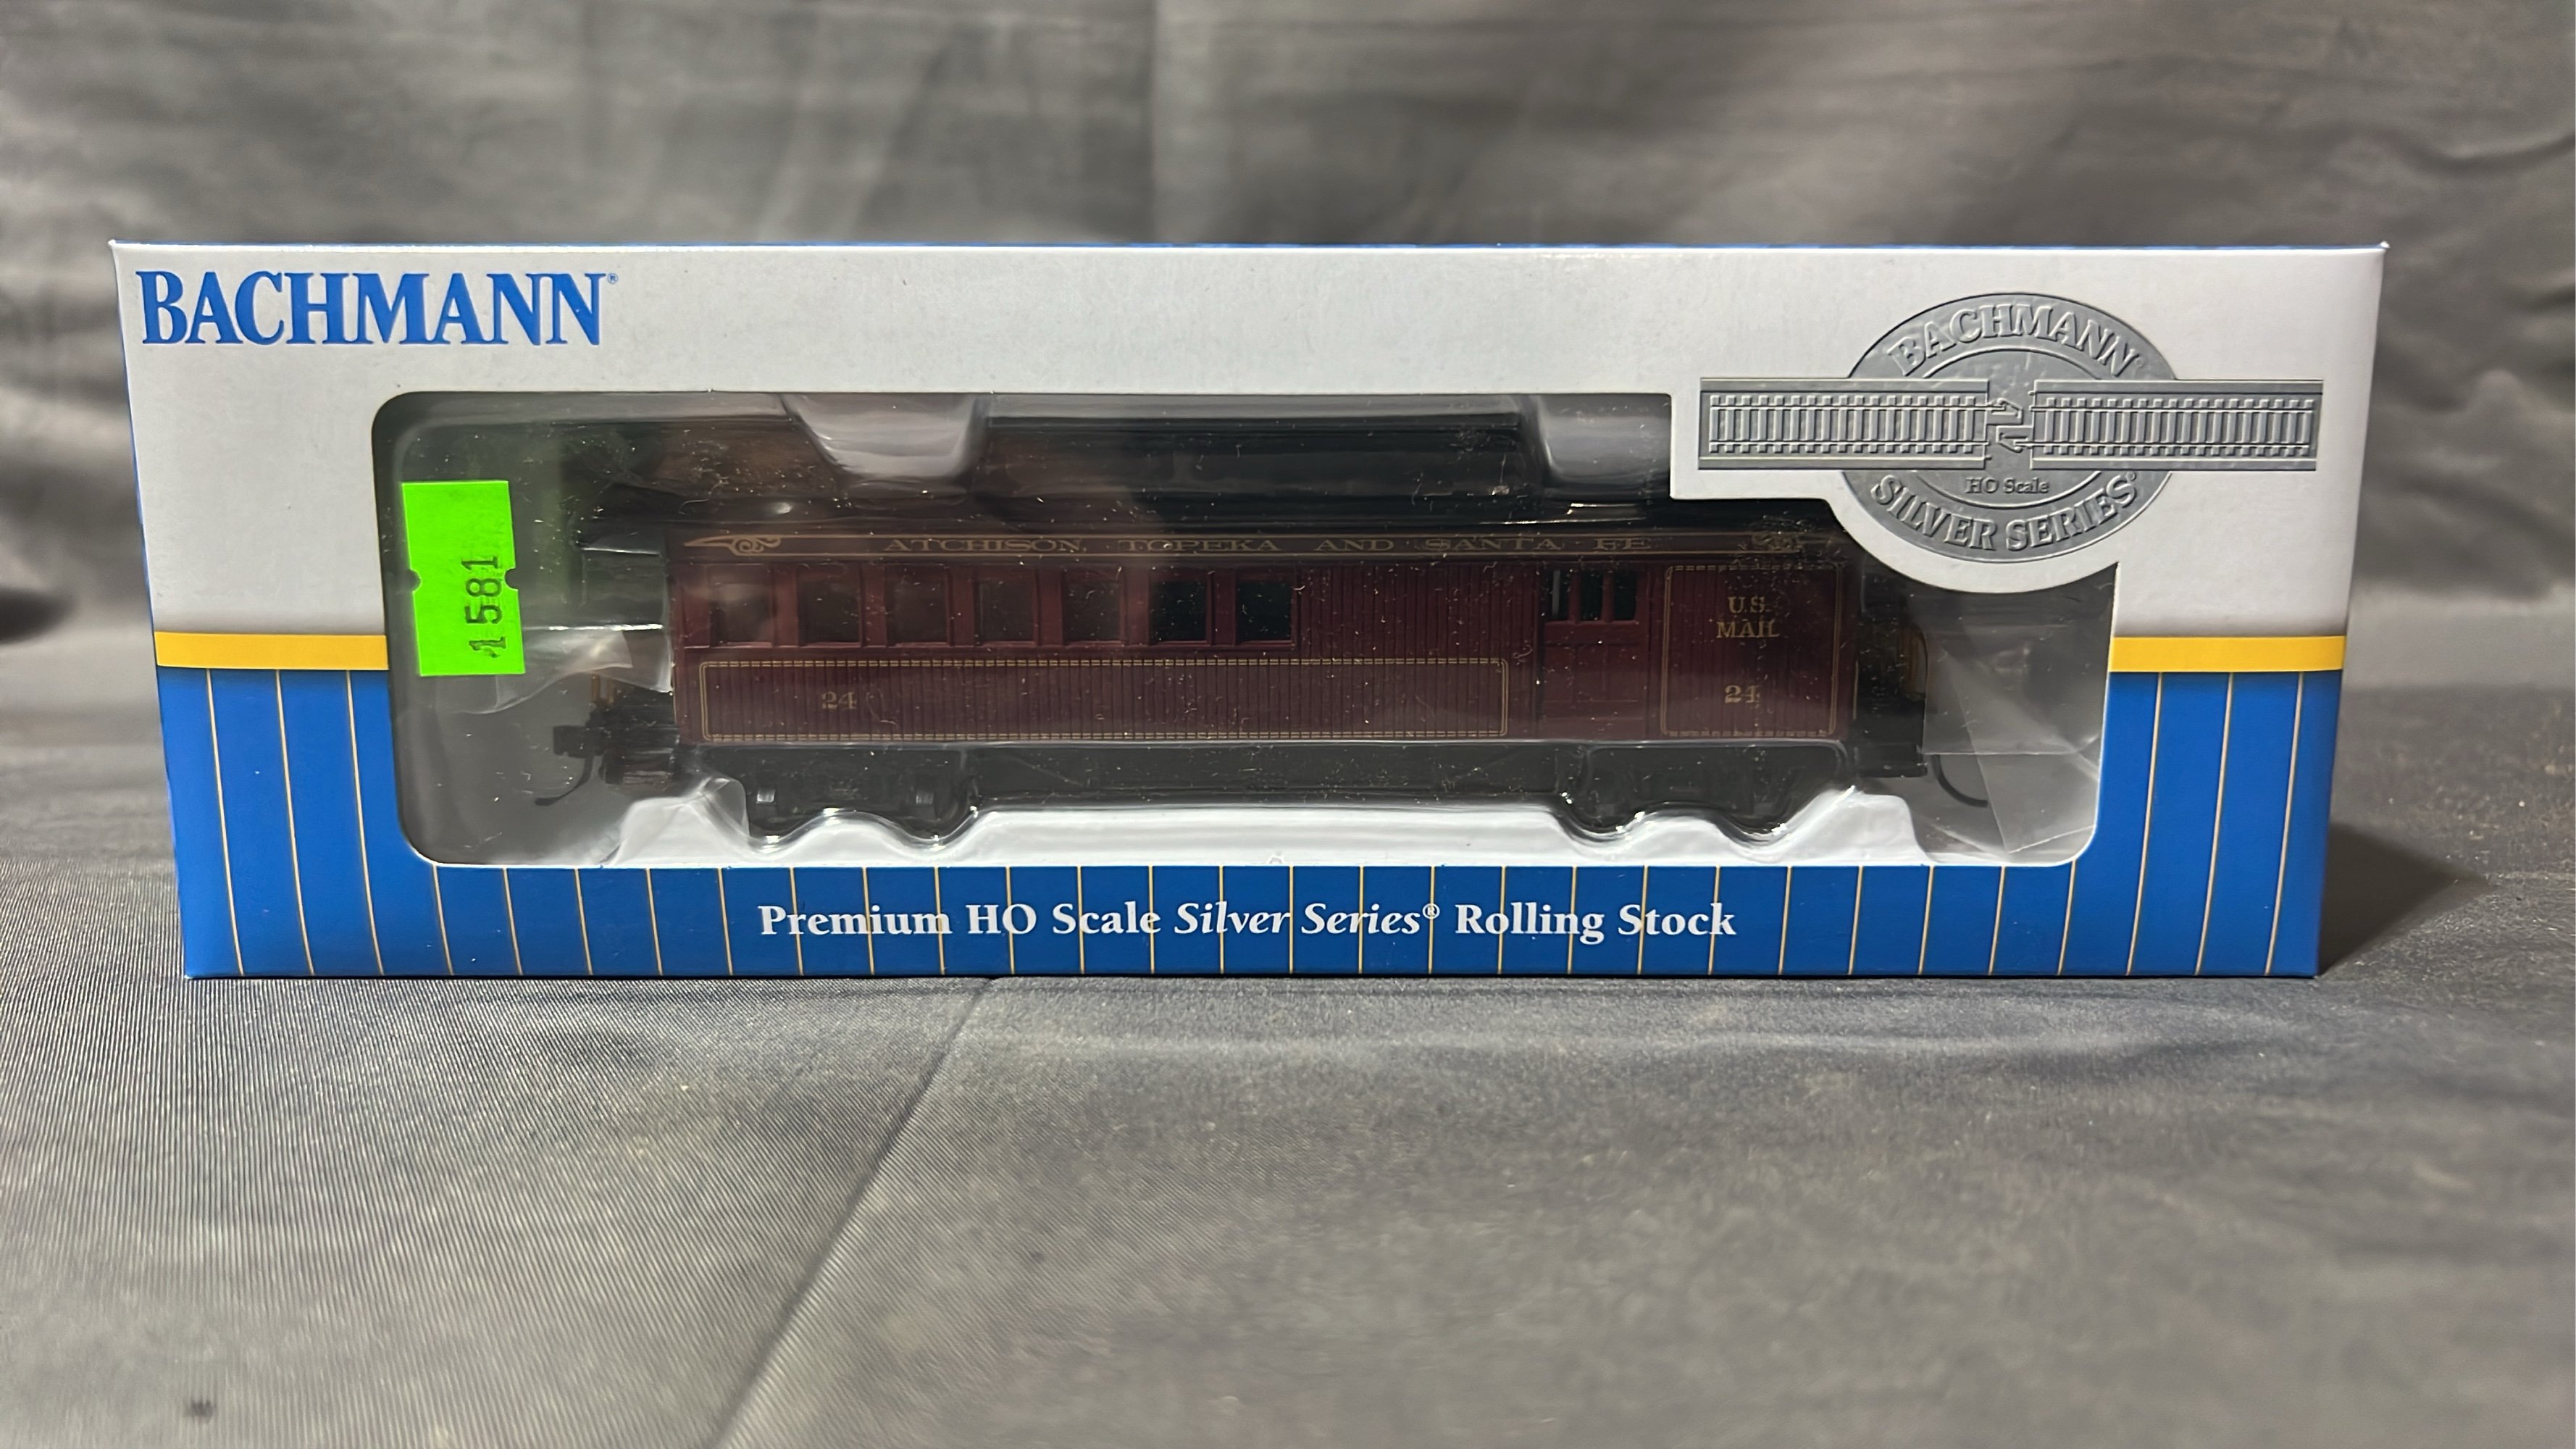 BACHMANN®
BACHMANN
HO Scale
SILVER SERIES®
1581
ATCHISON, TOPEKA AND SANTA FE
U.S.
MAIL
24
24
Premium HO Scale Silver Series® Rolling Stock